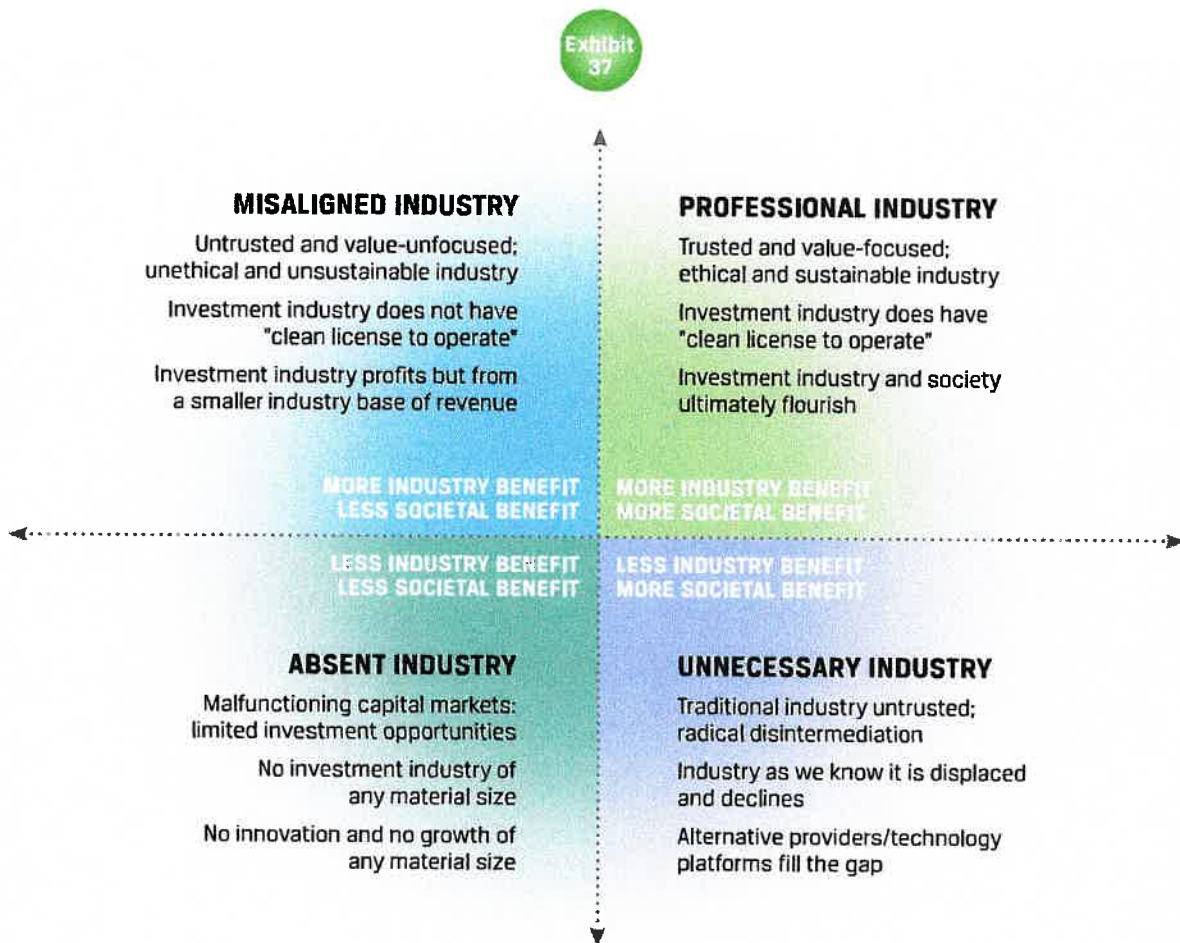 Exhibit
37
MISALIGNED INDUSTRY
Untrusted and value-unfocused;
unethical and unsustainable industry
Investment industry does not have
"clean license to operate"
Investment industry profits but from
a smaller industry base of revenue
MORE INDUSTRY BENEFIT
LESS SOCIETAL BENEFIT
PROFESSIONAL INDUSTRY
Trusted and value-focused;
ethical and sustainable industry
Investment industry does have
"clean license to operate"
Investment industry and society
ultimately flourish
MORE INDUSTRY BENEFIT
MORE SOCIETAL BENEFIT
LESS INDUSTRY BENEFIT
LESS SOCIETAL BENEFIT
ABSENT INDUSTRY
Malfunctioning capital markets:
limited investment opportunities
No investment industry of
any material size
No innovation and no growth of
any material size
LESS INDUSTRY BENEFIT
MORE SOCIETAL BENEFIT
UNNECESSARY INDUSTRY
Traditional industry untrusted;
radical disintermediation
Industry as we know it is displaced
and declines
Alternative providers/technology
platforms fill the gap